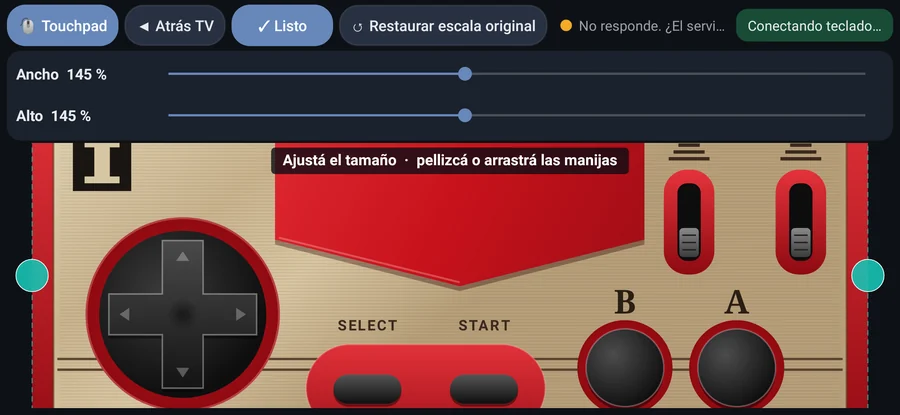 Touchpad
◄ Atrás TV
✓ Listo
↺ Restaurar escala original
No responde. ¿El servi...
Conectando teclado...
Ancho 145 %
Alto 145 %
Ajustá el tamaño · pellizcá o arrastrá las manijas
I
B
A
SELECT
START